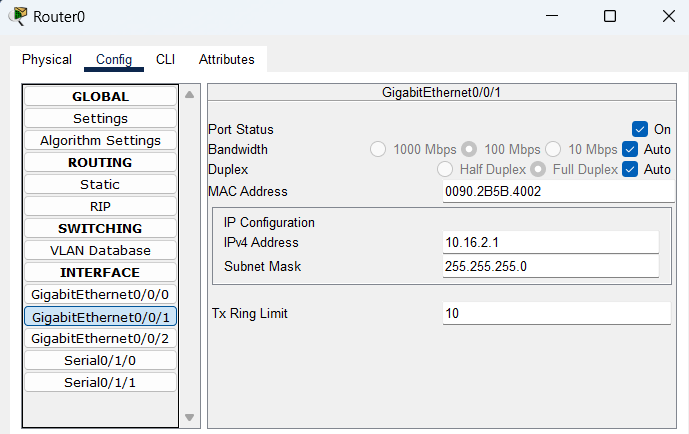 Router0
Physical Config CLI Attributes
GLOBAL
Settings
Algorithm Settings
ROUTING
Static
RIP
SWITCHING
VLAN Database
INTERFACE
GigabitEthernet0/0/0
GigabitEthernet0/0/1
GigabitEthernet0/0/2
Serial0/1/0
Serial0/1/1
GigabitEthernet0/0/1
Port Status On
Bandwidth 1000 Mbps 100 Mbps 10 Mbps Auto
Duplex Half Duplex Full Duplex Auto
MAC Address 0090.2B5B.4002
IP Configuration
IPv4 Address 10.16.2.1
Subnet Mask 255.255.255.0
Tx Ring Limit 10